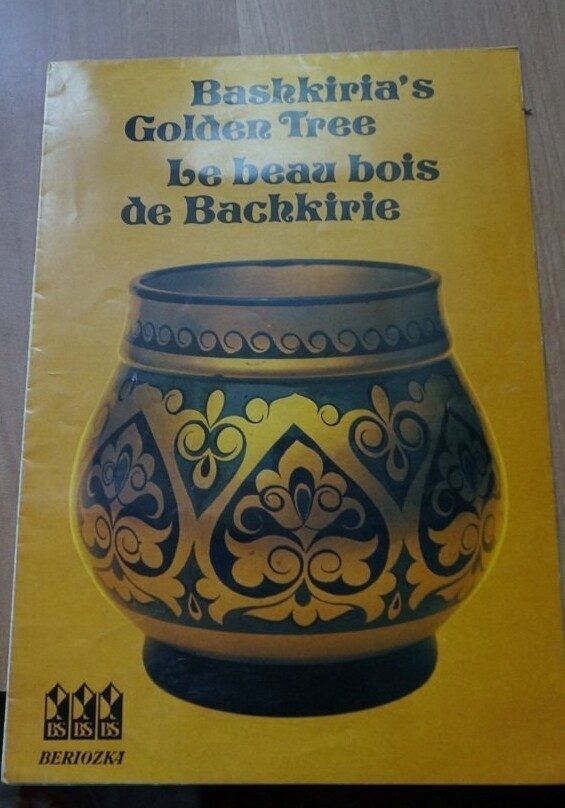 Bashkiria's
Golden Tree
Le beau bois
de Bachkirie
BS BS BS
BERIOZKA